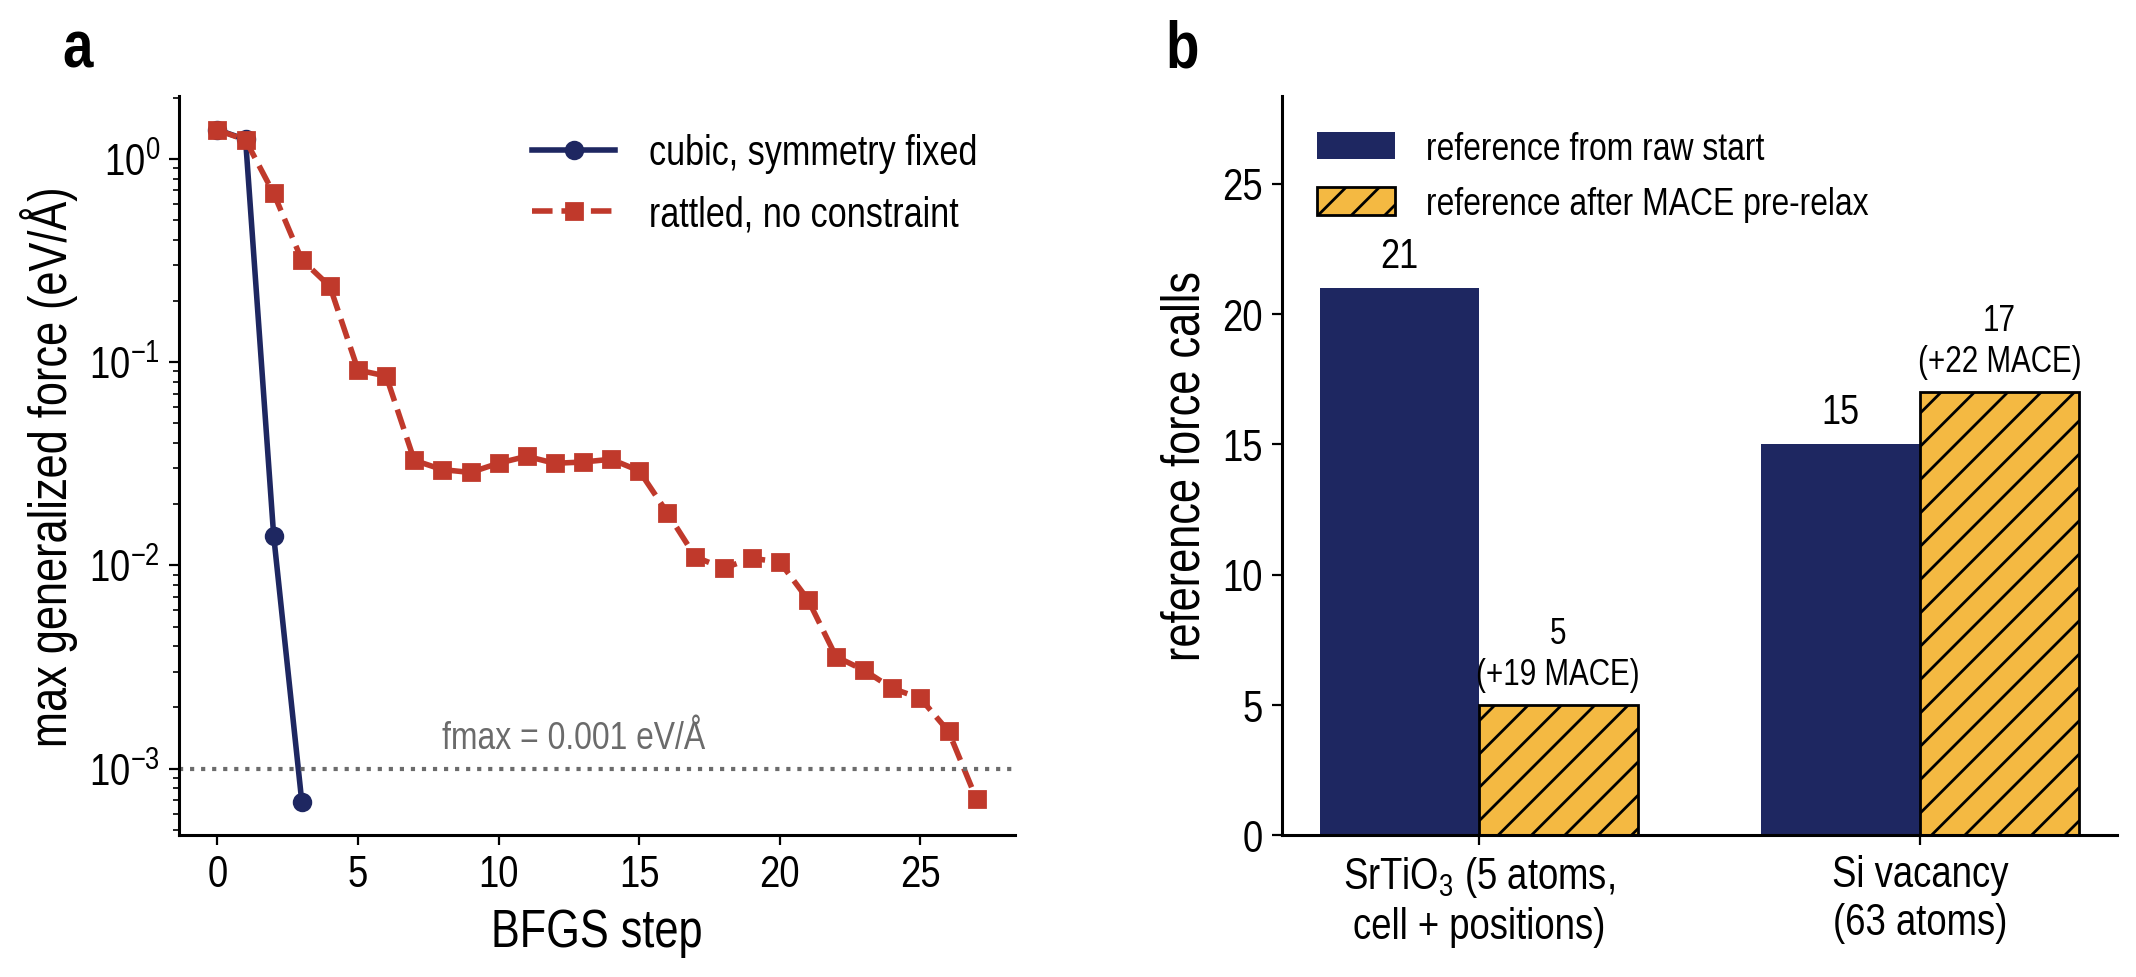 a
max generalized force (eV/Å)
10⁰
10⁻¹
10⁻²
10⁻³
cubic, symmetry fixed
rattled, no constraint
fmax = 0.001 eV/Å
0 5 10 15 20 25
BFGS step
b
reference force calls
25
20
15
10
5
0
reference from raw start
reference after MACE pre-relax
21
5
(+19 MACE)
15
17
(+22 MACE)
SrTiO₃ (5 atoms,
cell + positions)
Si vacancy
(63 atoms)